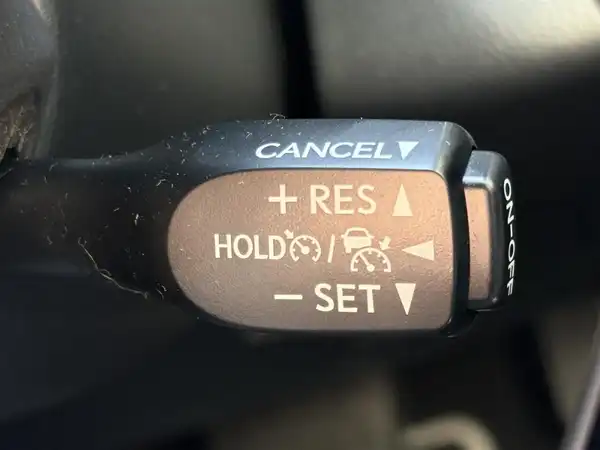 CANCEL▼
+ RES ▲
HOLD / ◀
− SET ▼
ON-OFF